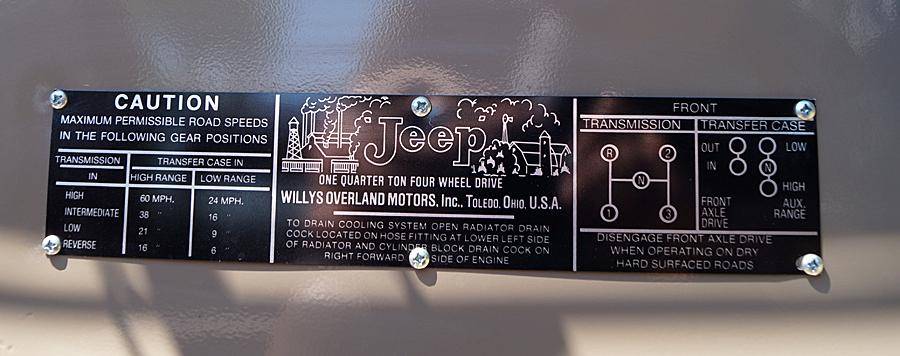 CAUTION
MAXIMUM PERMISSIBLE ROAD SPEEDS
IN THE FOLLOWING GEAR POSITIONS
TRANSMISSION IN TRANSFER CASE IN
HIGH RANGE LOW RANGE
HIGH 60 MPH. 24 MPH.
INTERMEDIATE 38 " 16 "
LOW 21 " 9 "
REVERSE 16 " 6 "
Jeep
ONE QUARTER TON FOUR WHEEL DRIVE
WILLYS OVERLAND MOTORS, Inc., TOLEDO, OHIO, U.S.A.
TO DRAIN COOLING SYSTEM OPEN RADIATOR DRAIN
COCK LOCATED ON HOSE FITTING AT LOWER LEFT SIDE
OF RADIATOR AND CYLINDER BLOCK DRAIN COCK ON
RIGHT FORWARD SIDE OF ENGINE
FRONT
TRANSMISSION TRANSFER CASE
R 2
N
1 3
OUT LOW
IN N
HIGH
FRONT AXLE DRIVE
AUX. RANGE
DISENGAGE FRONT AXLE DRIVE
WHEN OPERATING ON DRY
HARD SURFACED ROADS